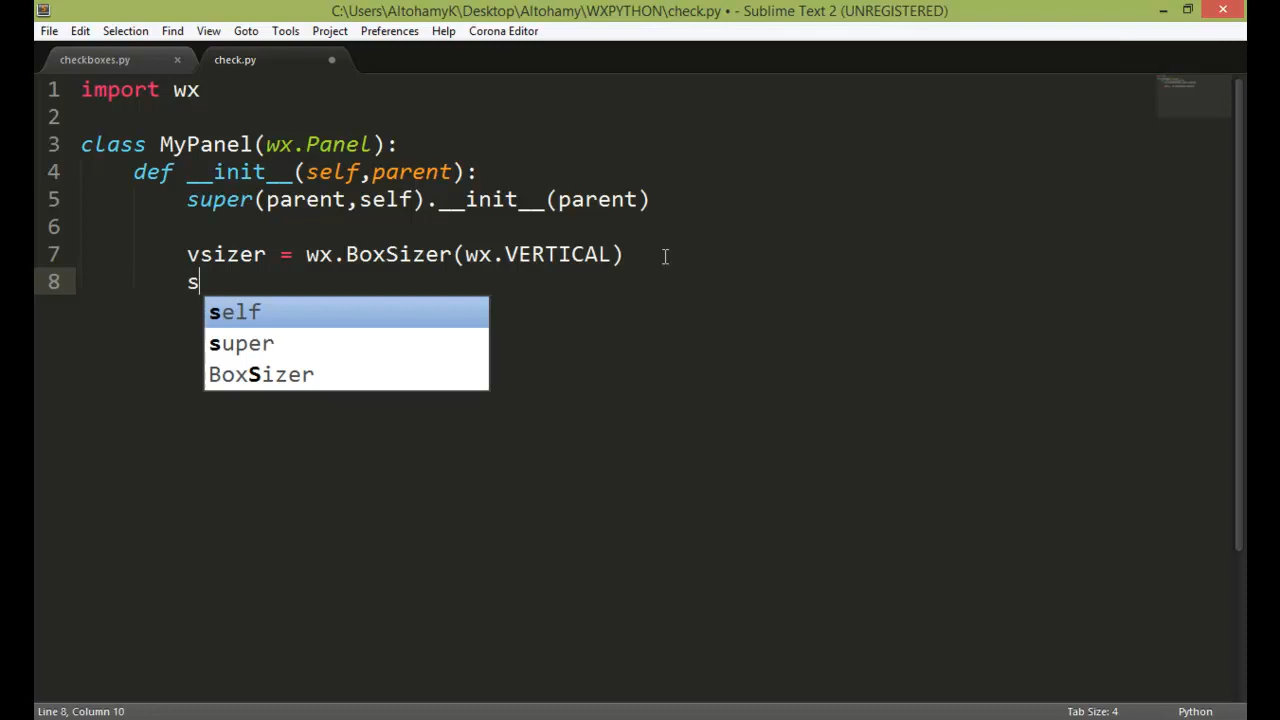 C:\Users\AltohamyK\Desktop\Altohamy\WXPYTHON\check.py • - Sublime Text 2 (UNREGISTERED)
File Edit Selection Find View Goto Tools Project Preferences Help Corona Editor
checkboxes.py × check.py
1 import wx
2
3 class MyPanel(wx.Panel):
4 def __init__(self,parent):
5 super(parent,self).__init__(parent)
6
7 vsizer = wx.BoxSizer(wx.VERTICAL)
8 s
self
super
BoxSizer
Line 8, Column 10 Tab Size: 4 Python